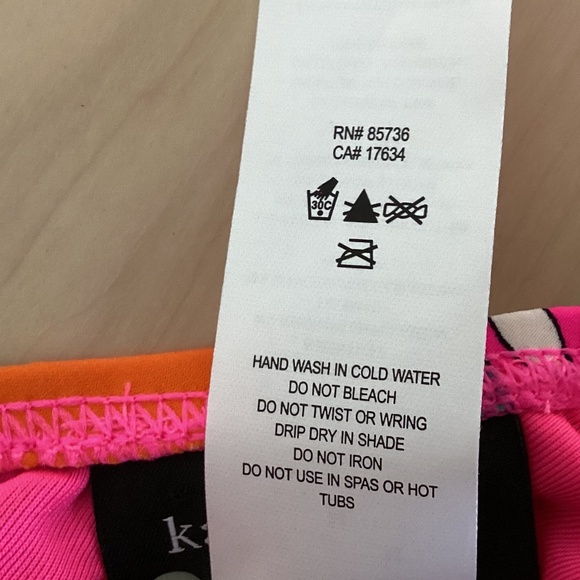 RN# 85736
CA# 17634
30C
HAND WASH IN COLD WATER
DO NOT BLEACH
DO NOT TWIST OR WRING
DRIP DRY IN SHADE
DO NOT IRON
DO NOT USE IN SPAS OR HOT
TUBS